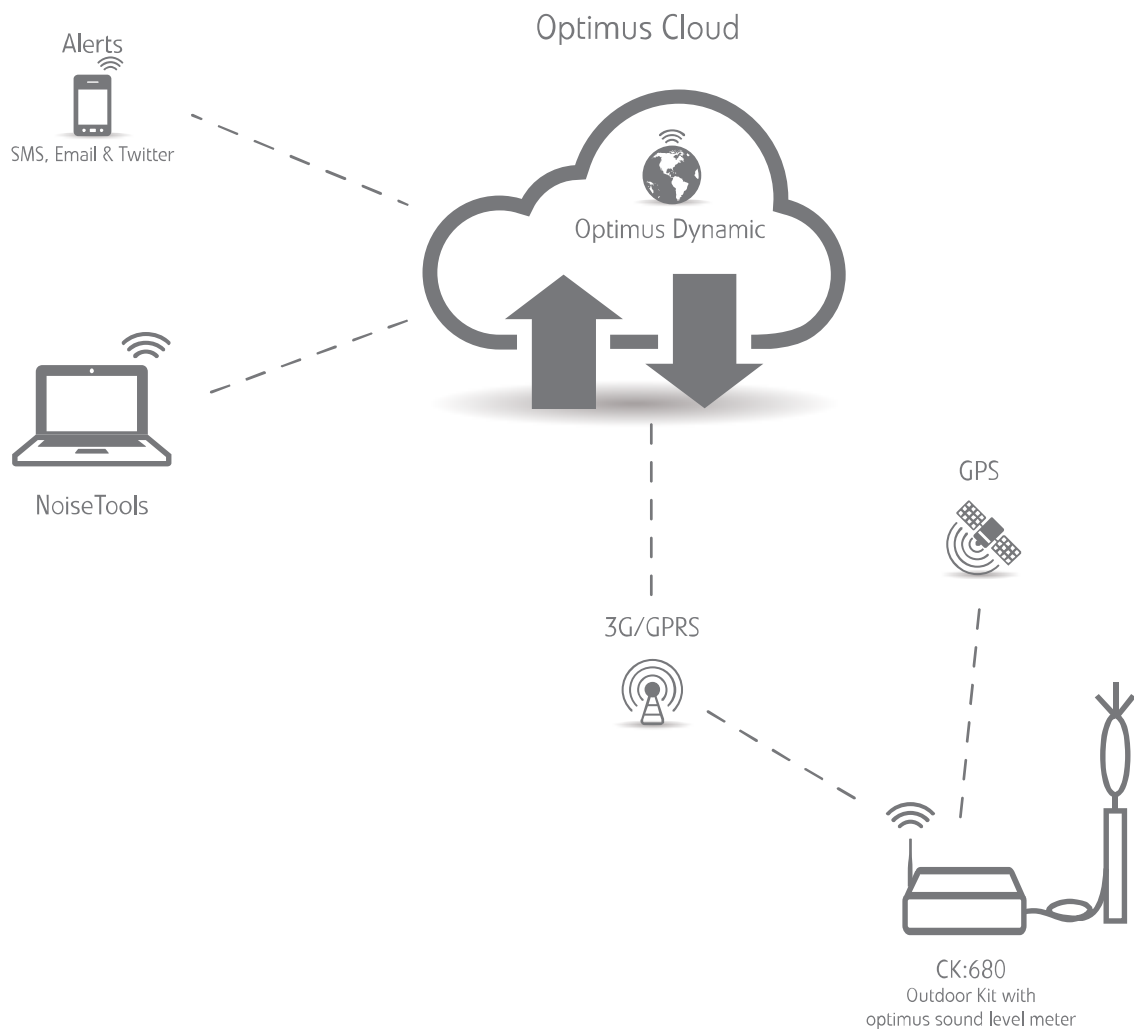 Optimus Cloud
Alerts
SMS, Email & Twitter
Optimus Dynamic
NoiseTools
GPS
3G/GPRS
CK:680
Outdoor Kit with
optimus sound level meter